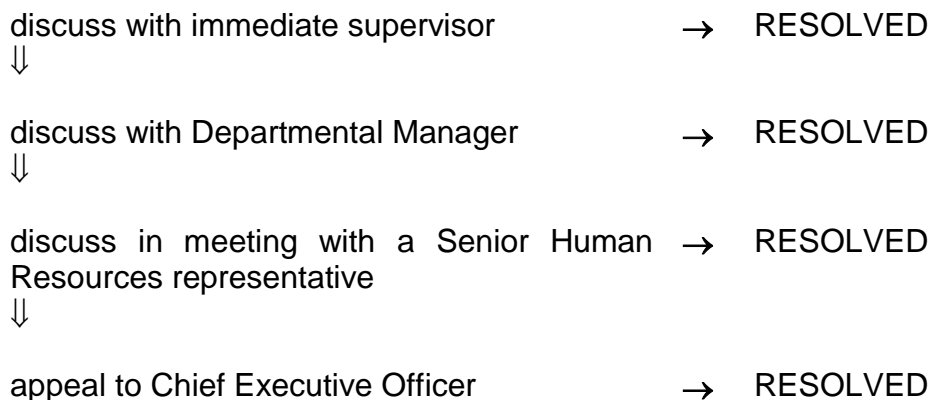 discuss with immediate supervisor → RESOLVED
⇓
discuss with Departmental Manager → RESOLVED
⇓
discuss in meeting with a Senior Human → RESOLVED
Resources representative
⇓
appeal to Chief Executive Officer → RESOLVED